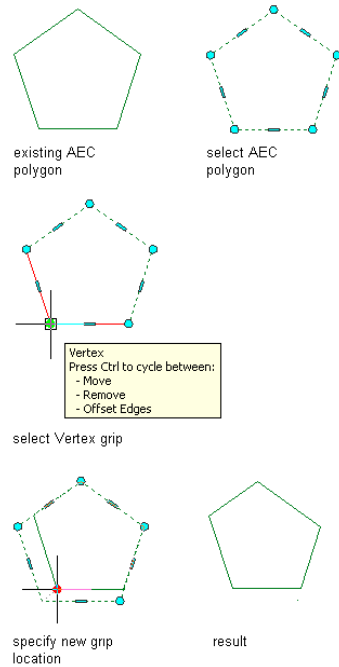 existing AEC
polygon
select AEC
polygon
Vertex
Press Ctrl to cycle between:
- Move
- Remove
- Offset Edges
select Vertex grip
specify new grip
location
result